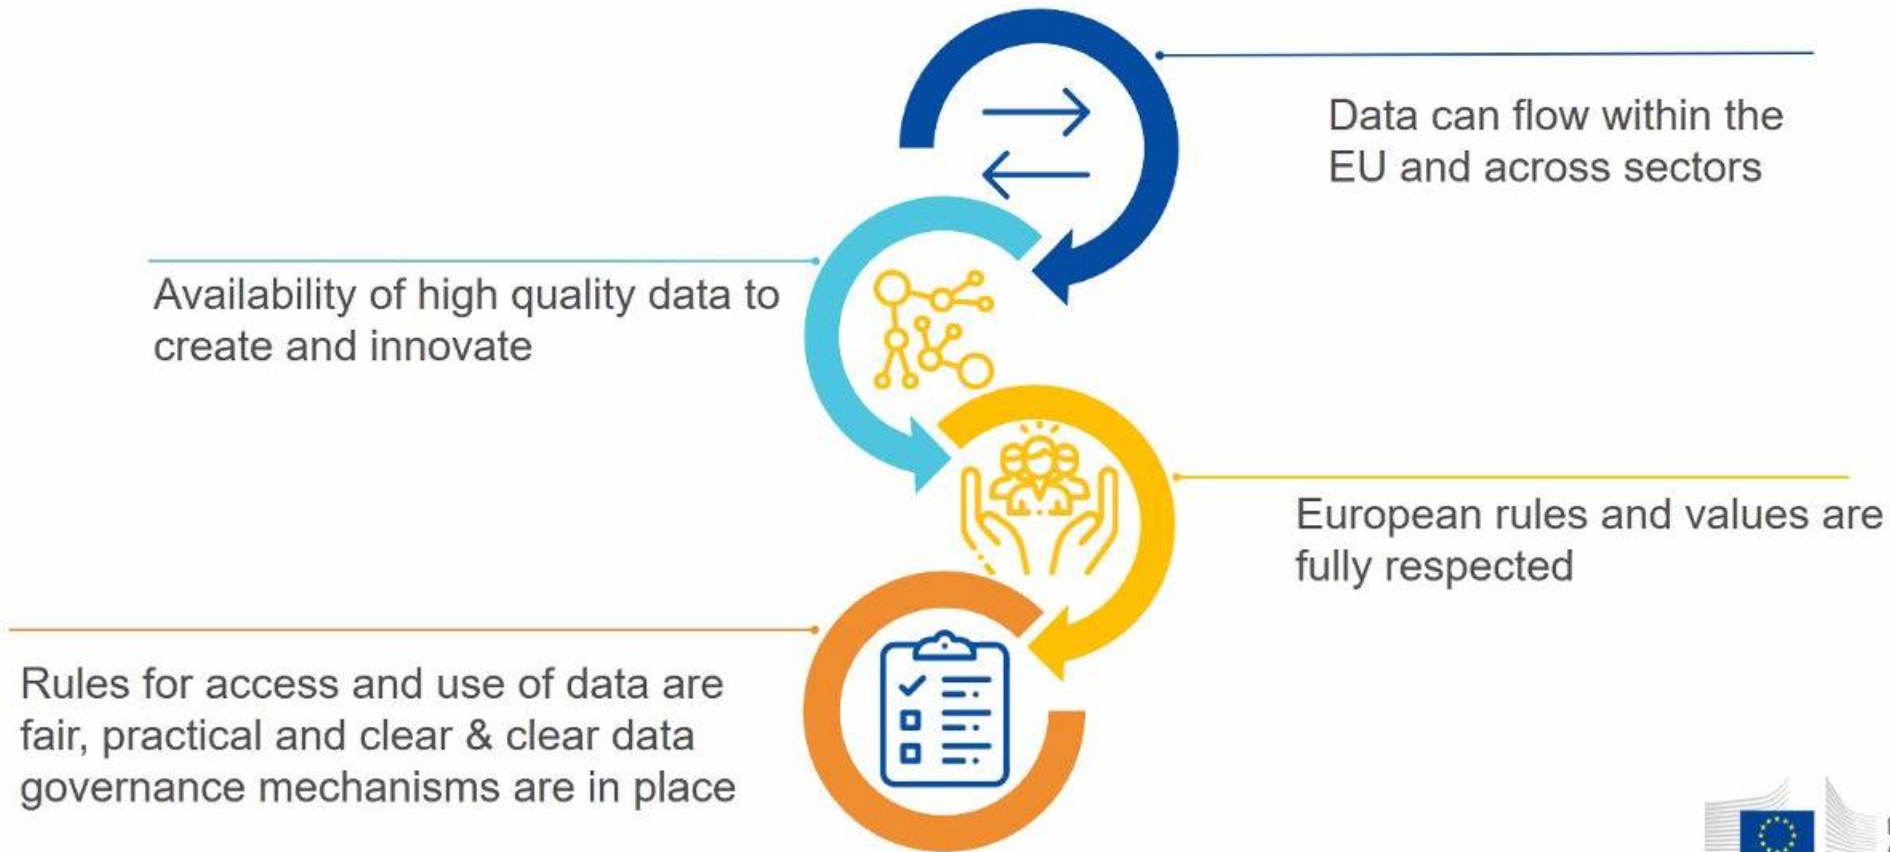 Data can flow within the
EU and across sectors
Availability of high quality data to
create and innovate
European rules and values are
fully respected
Rules for access and use of data are
fair, practical and clear & clear data
governance mechanisms are in place